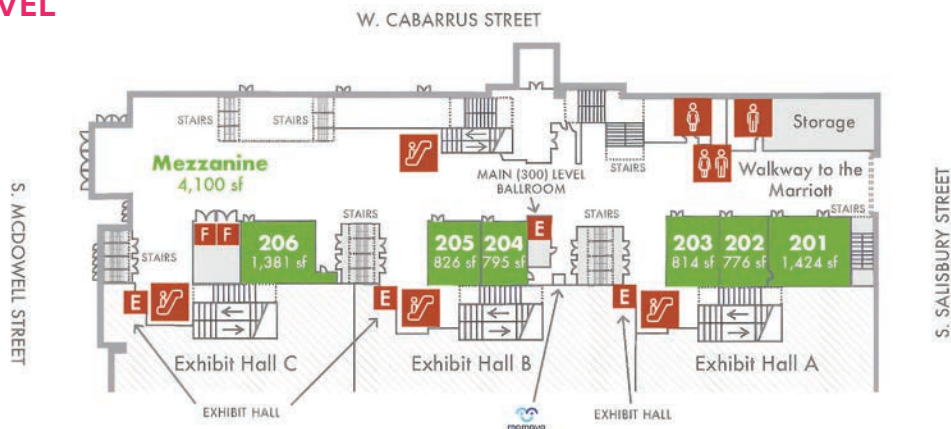 VEL
W. CABARRUS STREET
STAIRS
STAIRS
Storage
Mezzanine
4,100 sf
MAIN (300) LEVEL
BALLROOM
STAIRS
Walkway to the
Marriott
S. MCDOWELL STREET
S. SALISBURY STREET
STAIRS
STAIRS
STAIRS
F F
206
1,381 sf
205
826 sf
204
795 sf
E
203
814 sf
202
776 sf
201
1,424 sf
STAIRS
E
E
E
Exhibit Hall C
Exhibit Hall B
Exhibit Hall A
EXHIBIT HALL
EXHIBIT HALL
mamava